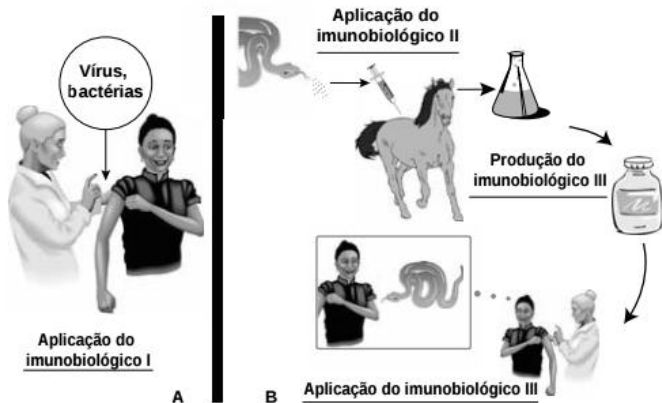 Vírus,
bactérias
Aplicação do
imunobiológico I
A
Aplicação do
imunobiológico II
Produção do
imunobiológico III
B
Aplicação do imunobiológico III